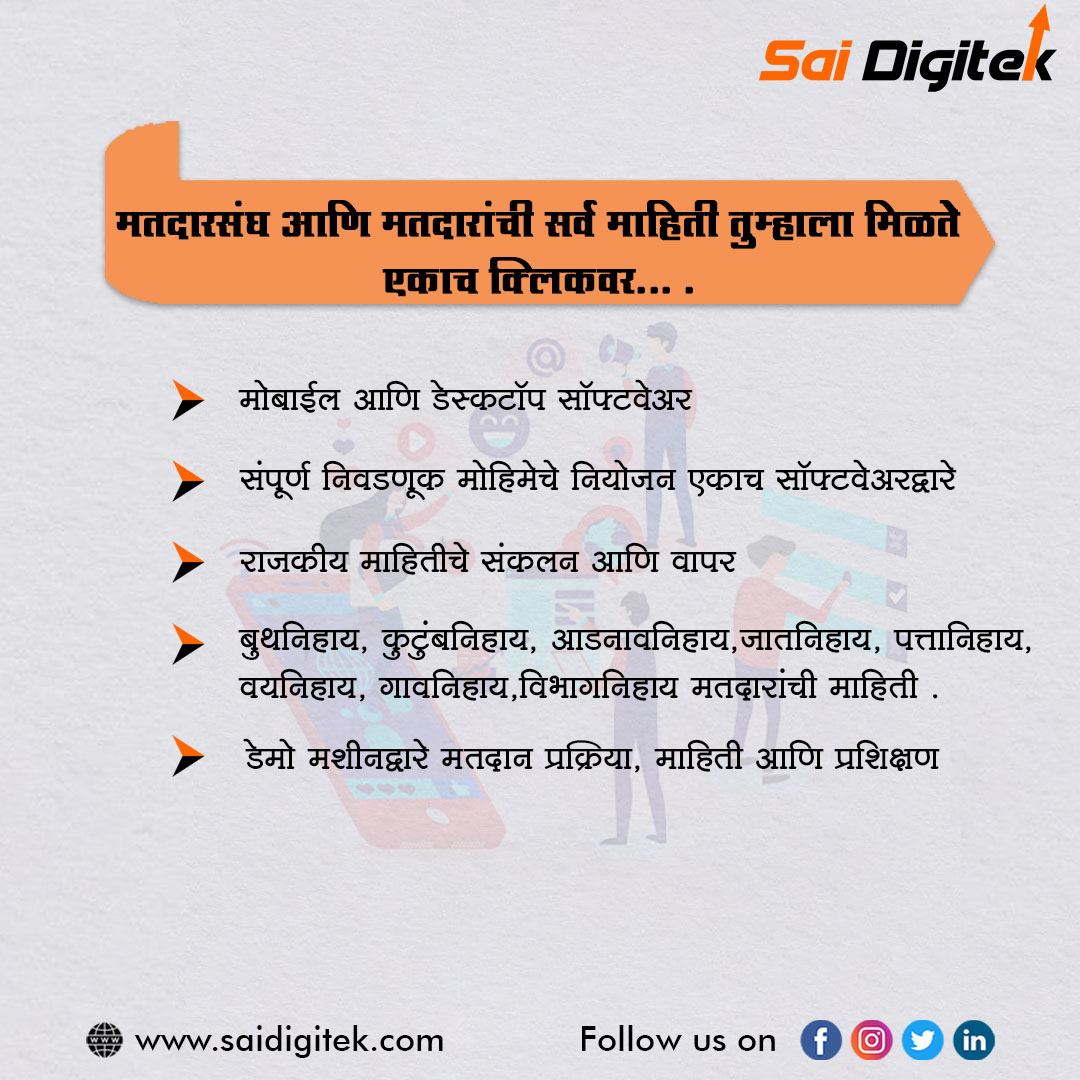 Sai Digitek
मतदारसंघ आणि मतदारांची सर्व माहिती तुम्हाला मिळते
एकाच क्लिकवर... .
मोबाईल आणि डेस्कटॉप सॉफ्टवेअर
संपूर्ण निवडणूक मोहिमेचे नियोजन एकाच सॉफ्टवेअरद्वारे
राजकीय माहितीचे संकलन आणि वापर
बुथनिहाय, कुटुंबनिहाय, आडनावनिहाय,जातनिहाय, पत्तानिहाय,
वयनिहाय, गावनिहाय,विभागनिहाय मतदारांची माहिती .
डेमो मशीनद्वारे मतदान प्रक्रिया, माहिती आणि प्रशिक्षण
www.saidigitek.com Follow us on